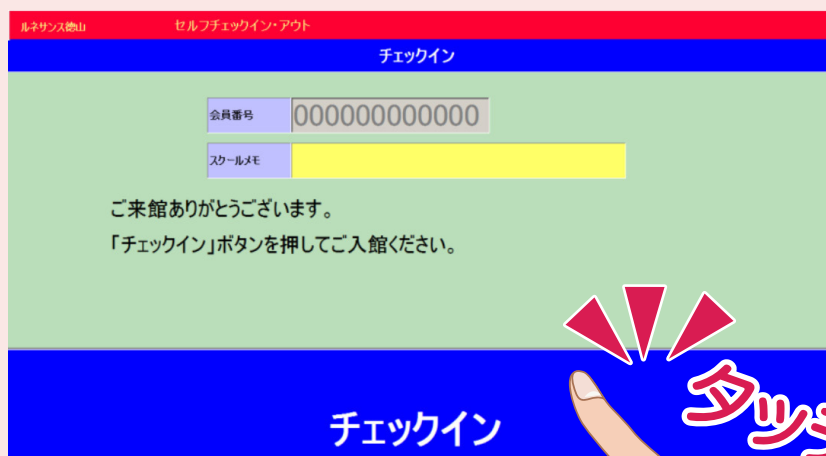 ルネサンス徳山 セルフチェックイン・アウト
チェックイン
会員番号 000000000000
スクールメモ
ご来館ありがとうございます。
「チェックイン」ボタンを押してご入館ください。
タッチ
チェックイン